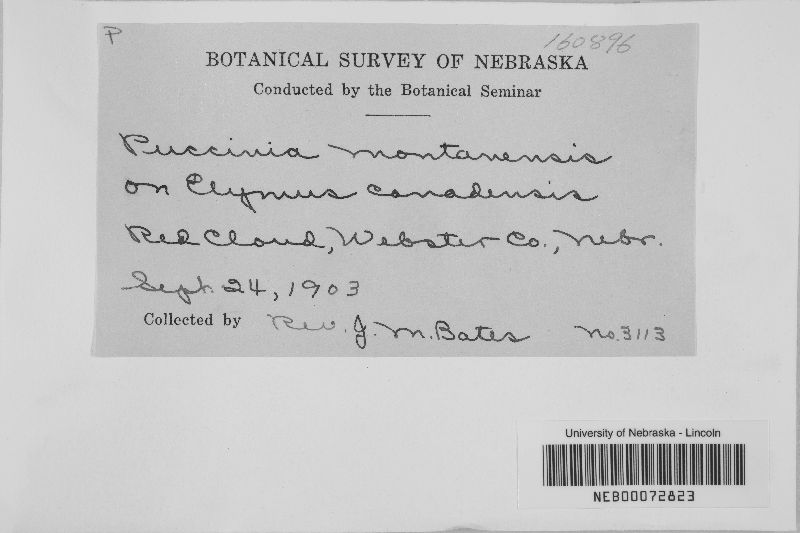 P
160896
BOTANICAL SURVEY OF NEBRASKA
Conducted by the Botanical Seminar
Puccinia montanensis
on Elymus canadensis
Red Cloud, Webster Co., Nebr.
Sept. 24, 1903
Collected by Rev. J. M. Bates no. 3113
University of Nebraska - Lincoln
NEB00072823